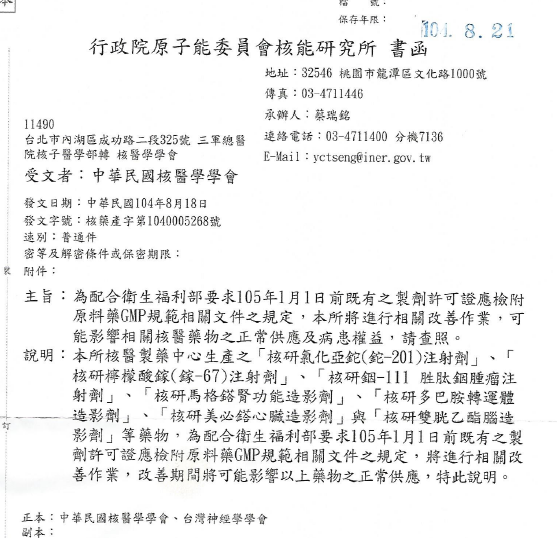 本
檔 號：
保存年限：
104. 8. 21
行政院原子能委員會核能研究所 書函
地址：32546 桃園市龍潭區文化路1000號
傳真：03-4711446
承辦人：蔡瑞銘
連絡電話：03-4711400 分機7136
E-Mail：yctseng@iner.gov.tw
11490
台北市內湖區成功路二段325號 三軍總醫
院核子醫學部轉 核醫學學會
受文者：中華民國核醫學學會
發文日期：中華民國104年8月18日
發文字號：核藥產字第1040005268號
速別：普通件
密等及解密條件或保密期限：
附件：
裝
主旨：為配合衛生福利部要求105年1月1日前既有之製劑許可證應檢附
原料藥GMP規範相關文件之規定，本所將進行相關改善作業，可
能影響相關核醫藥物之正常供應及病患權益，請查照。
說明：本所核醫製藥中心生產之「核研氯化亞鉈(鉈-201)注射劑」、「
核研檸檬酸鎵(鎵-67)注射劑」、「核研銦-111 胜肽銦腫瘤注
射劑」、「核研馬格鎝腎功能造影劑」、「核研多巴胺轉運體
造影劑」、「核研美必鎝心臟造影劑」與「核研雙胱乙酯腦造
影劑」等藥物，為配合衛生福利部要求105年1月1日前既有之製
劑許可證應檢附原料藥GMP規範相關文件之規定，將進行相關改
善作業，改善期間將可能影響以上藥物之正常供應，特此說明。
訂
正本：中華民國核醫學學會、台灣神經學學會
副本：